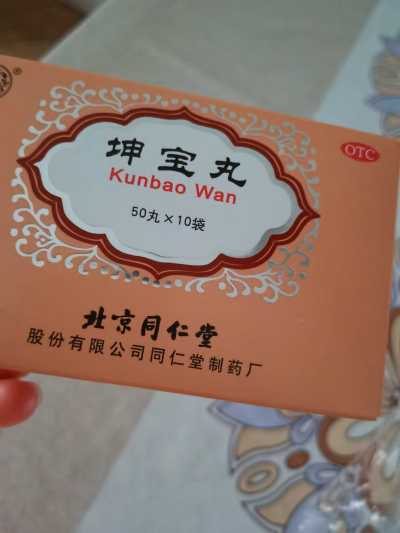 OTC
坤宝丸
Kunbao Wan
50丸×10袋
北京同仁堂
股份有限公司同仁堂制药厂